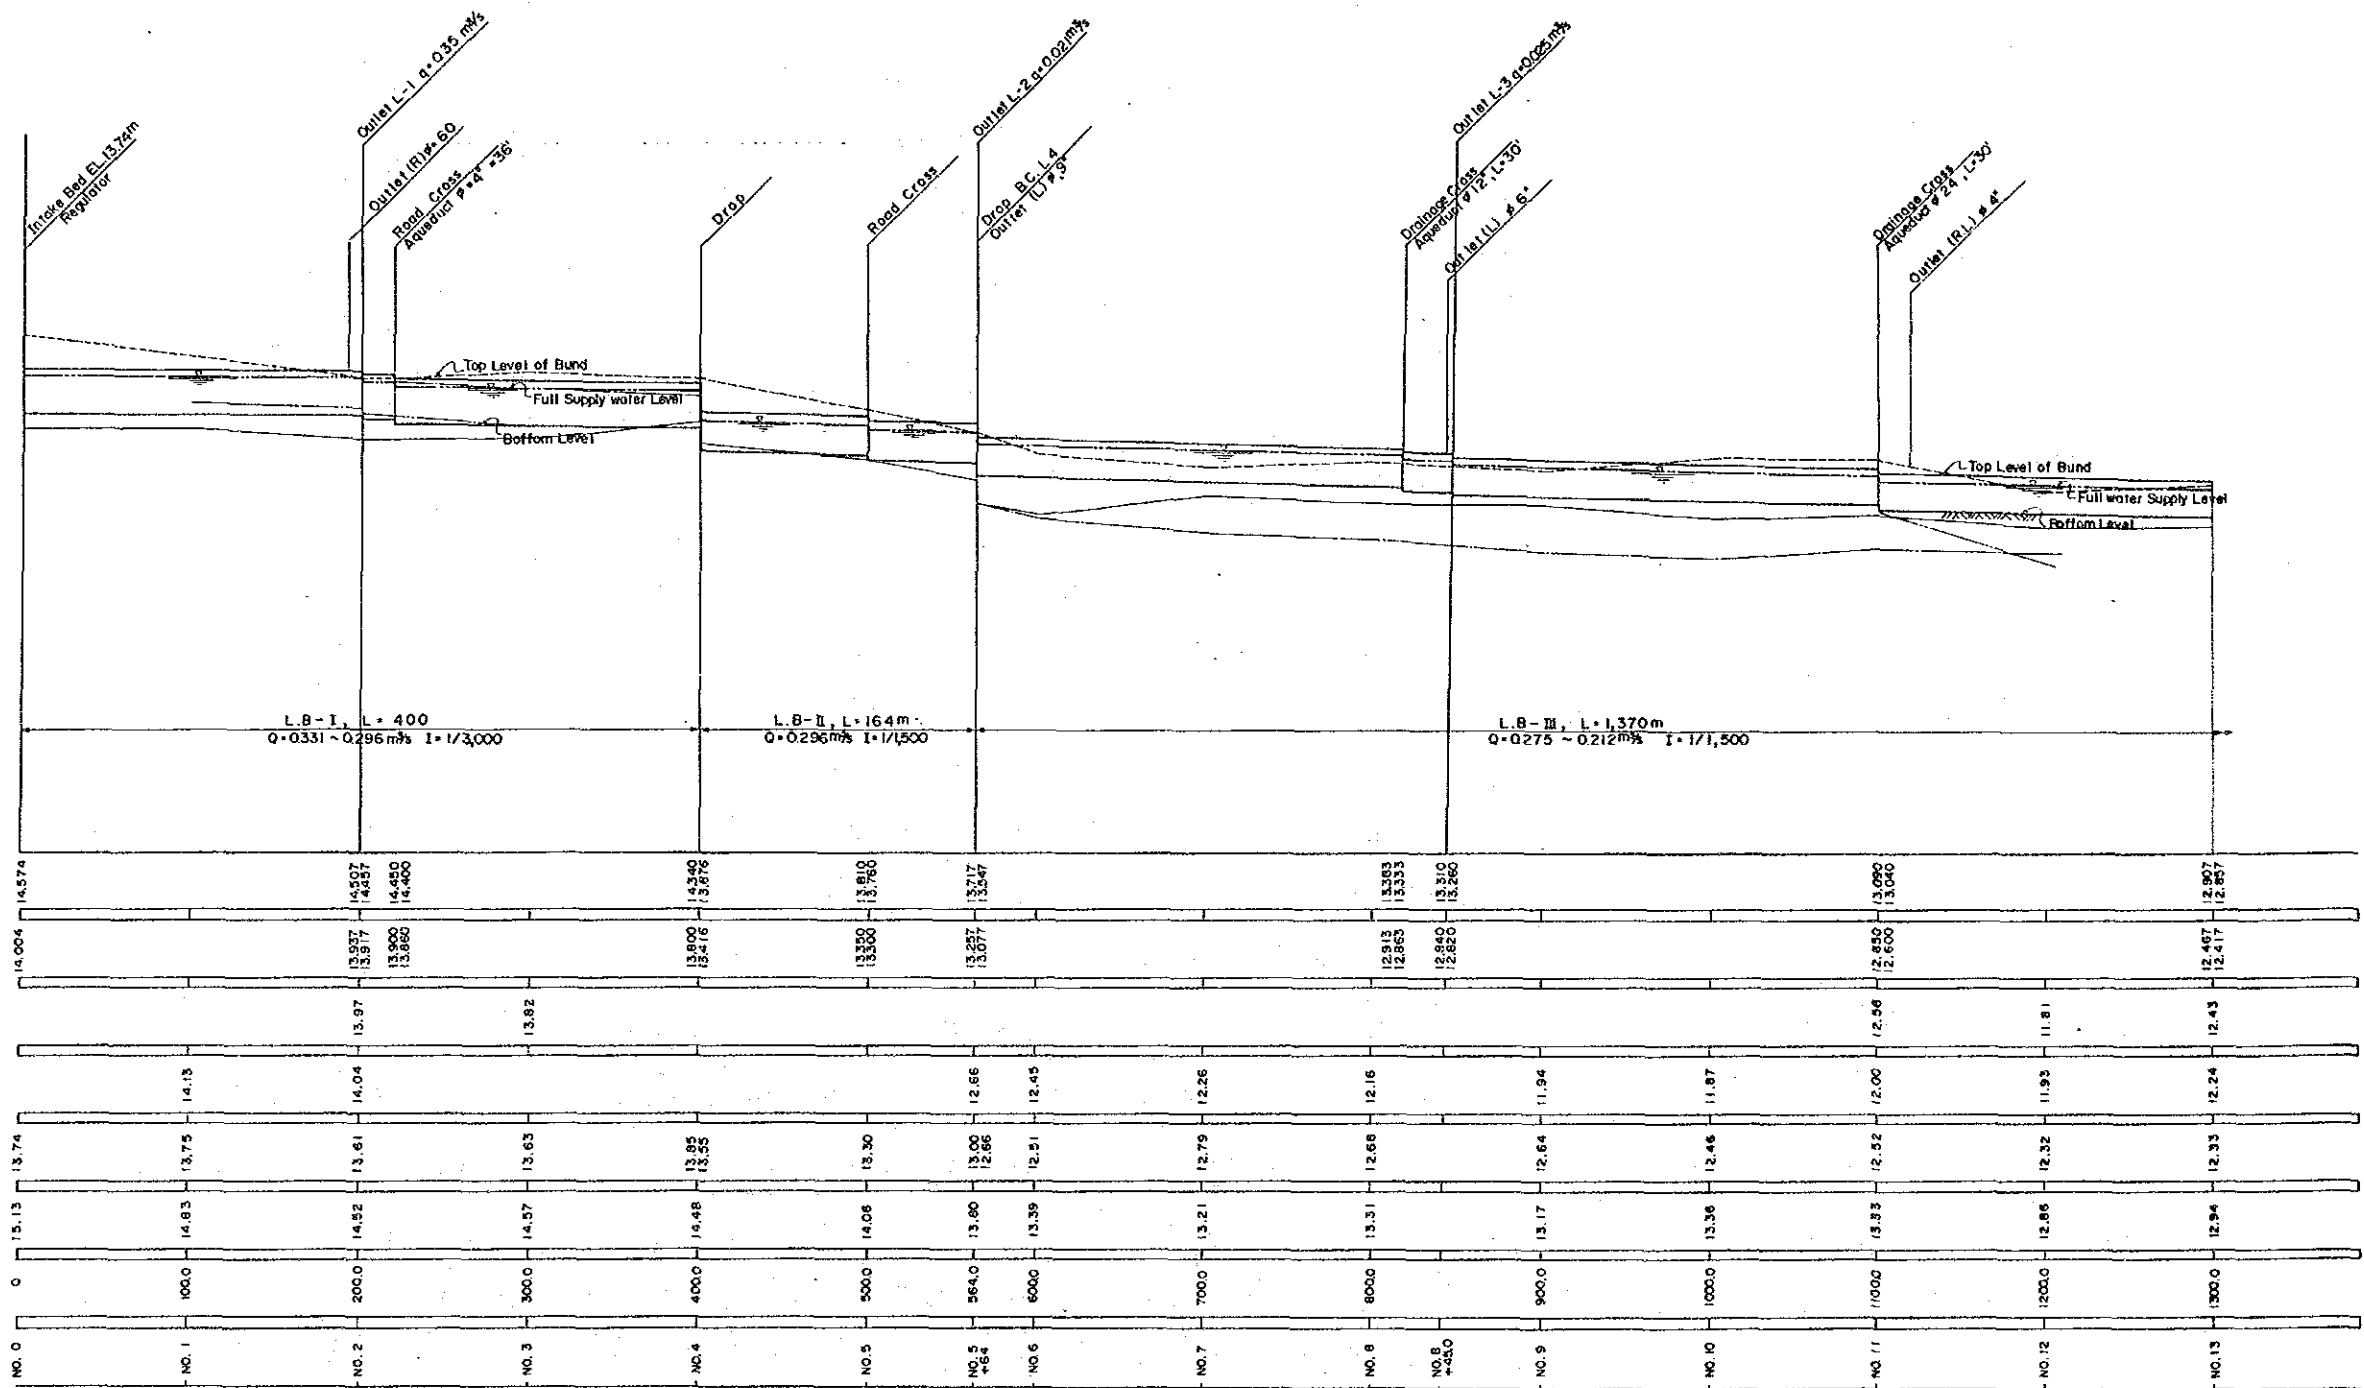 Intake Bed EL.13.74m
Regulator
Outlet L-1 q=0.35 m³/s
Outlet (R) ø=60
Road Cross
Aqueduct ø=4" =36'
Drop
Road Cross
Outlet L-2 q=0.021m³/s
Drop B.C. L4
Outlet (L) ø 9"
Drainage Cross
Aqueduct ø 12", L=30'
Outlet (L) ø 6"
Outlet L-3 q=0.025m³/s
Drainage Cross
Aqueduct ø 24", L=30'
Outlet (R.L) ø 4"
Top Level of Bund
Full Supply water Level
Boffom Level
Top Level of Bund
Full water Supply Level
Boffom Level
L.B-I, L=400
Q=0.331~0.296m³/s I=1/3,000
L.B-II, L=164m
Q=0.296m³/s I=1/1,500
L.B-III, L=1,370m
Q=0.275~0.212m³/s I=1/1,500
14.574 14.507 14.457 14.450 14.400 14.340 13.876 13.810 13.760 13.717 13.547 13.383 13.333 13.310 13.260 13.090 13.040 12.907 12.857
14.004 13.937 13.917 13.900 13.860 13.800 13.416 13.350 13.300 13.257 13.077 12.913 12.863 12.840 12.820 12.650 12.600 12.467 12.417
13.97 13.82 12.56 11.81 12.43
14.13 14.04 12.66 12.45 12.26 12.16 11.94 11.87 12.00 11.93 12.24
13.74 13.75 13.61 13.63 13.85 13.55 13.30 13.00 12.66 12.51 12.79 12.68 12.64 12.46 12.52 12.32 12.33
15.13 14.83 14.52 14.57 14.48 14.06 13.80 13.39 13.21 13.31 13.17 13.36 13.33 12.86 12.94
0 100.0 200.0 300.0 400.0 500.0 564.0 600.0 700.0 800.0 900.0 1000.0 1100.0 1200.0 1300.0
NO. 0 NO. 1 NO. 2 NO. 3 NO. 4 NO. 5 NO. 5 +64 NO. 6 NO. 7 NO. 8 NO. 8 +45.0 NO. 9 NO. 10 NO. 11 NO. 12 NO. 13